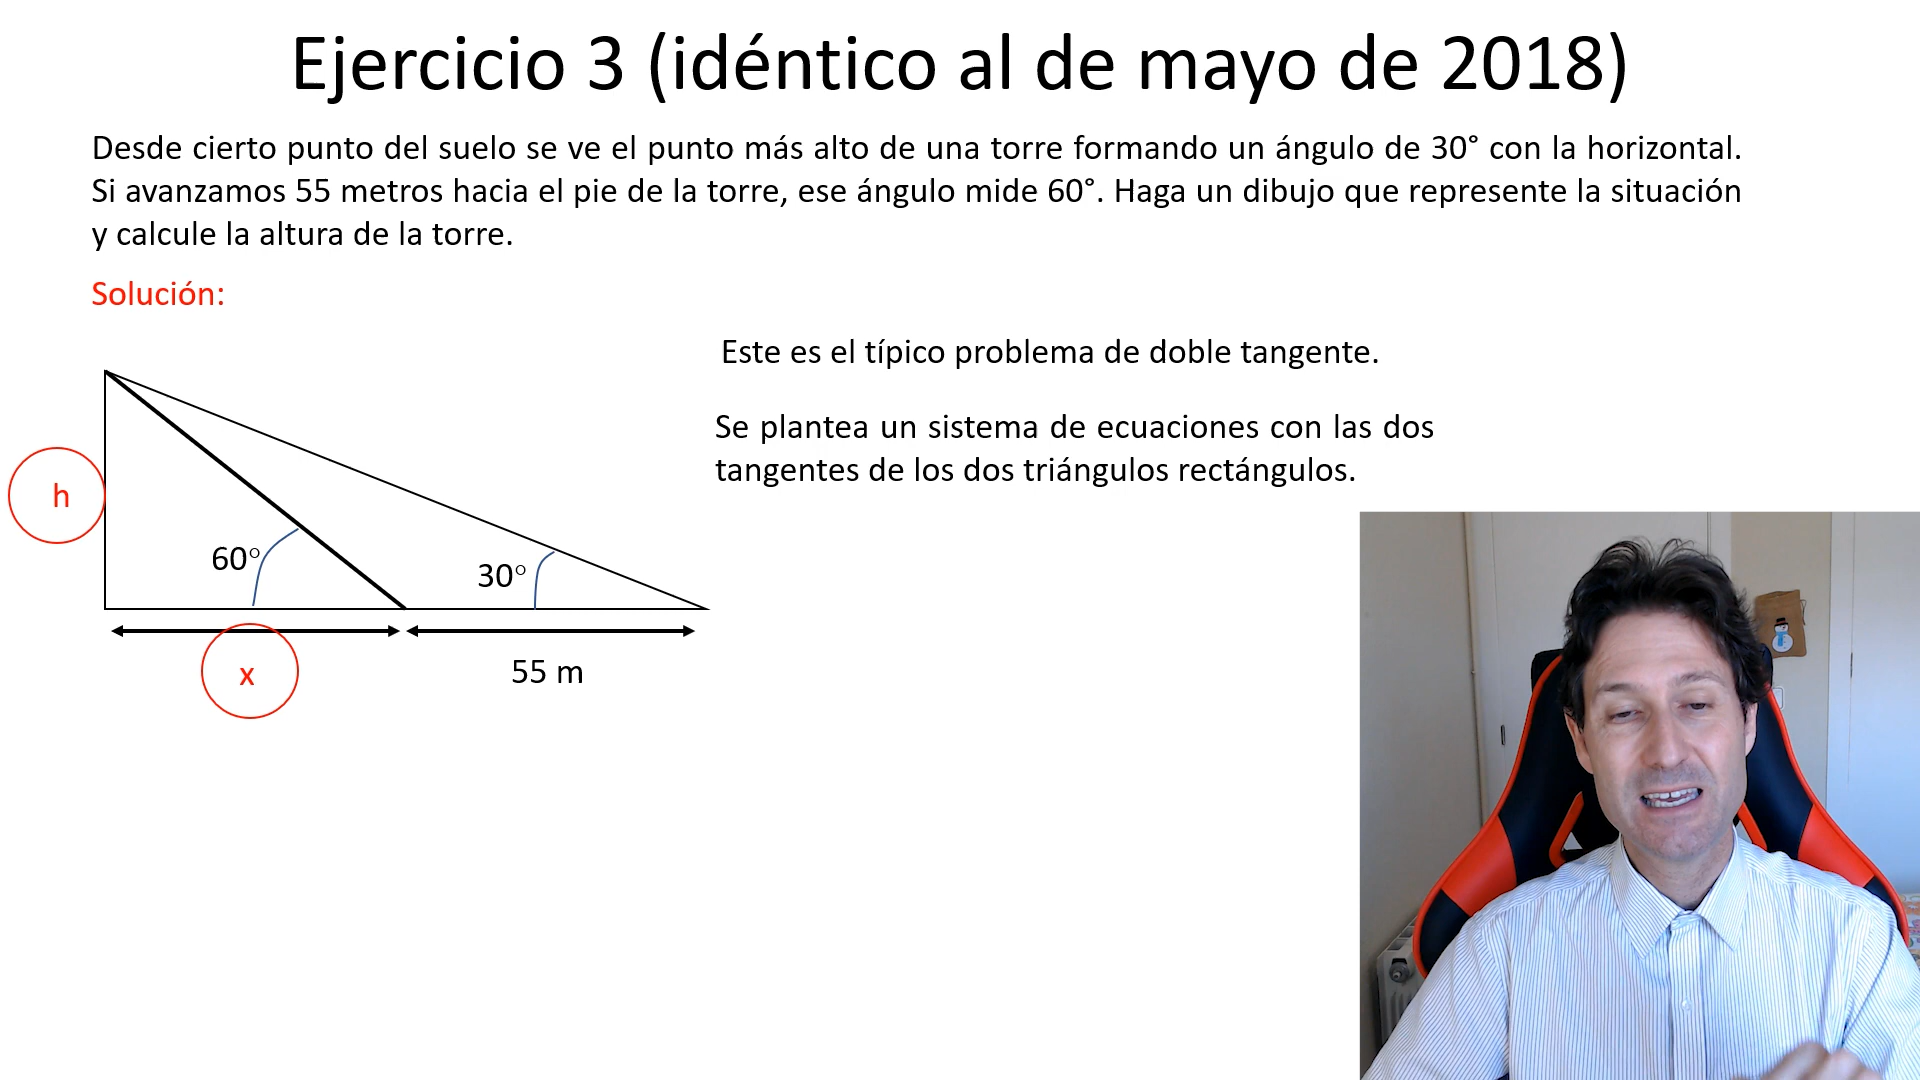 Ejercicio 3 (idéntico al de mayo de 2018)
Desde cierto punto del suelo se ve el punto más alto de una torre formando un ángulo de 30° con la horizontal.
Si avanzamos 55 metros hacia el pie de la torre, ese ángulo mide 60°. Haga un dibujo que represente la situación
y calcule la altura de la torre.
Solución:
Este es el típico problema de doble tangente.
Se plantea un sistema de ecuaciones con las dos
tangentes de los dos triángulos rectángulos.
h
60°
30°
x
55 m